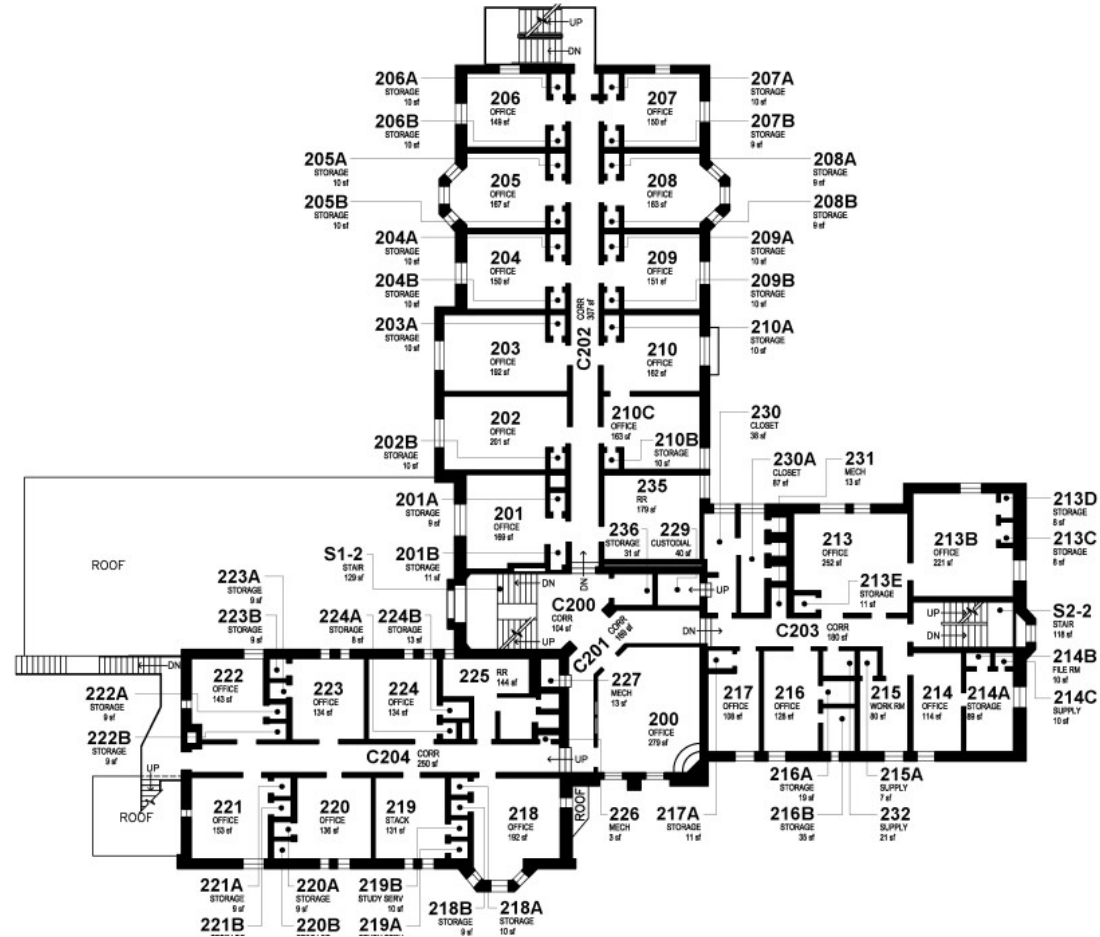 UP
DN
206A
STORAGE
10 sf
206
OFFICE
149 sf
207
OFFICE
150 sf
207A
STORAGE
10 sf
206B
STORAGE
10 sf
207B
STORAGE
9 sf
205A
STORAGE
10 sf
205
OFFICE
167 sf
208
OFFICE
163 sf
208A
STORAGE
9 sf
205B
STORAGE
10 sf
208B
STORAGE
9 sf
204A
STORAGE
10 sf
204
OFFICE
150 sf
209
OFFICE
151 sf
209A
STORAGE
10 sf
204B
STORAGE
10 sf
209B
STORAGE
10 sf
C202
CORR
307 sf
203A
STORAGE
10 sf
203
OFFICE
192 sf
210
OFFICE
162 sf
210A
STORAGE
10 sf
202
OFFICE
201 sf
210C
OFFICE
163 sf
202B
STORAGE
10 sf
210B
STORAGE
10 sf
230
CLOSET
38 sf
230A
CLOSET
87 sf
231
MECH
13 sf
201A
STORAGE
9 sf
201
OFFICE
169 sf
235
RR
179 sf
236
STORAGE
31 sf
229
CUSTODIAL
40 sf
213
OFFICE
252 sf
213B
OFFICE
221 sf
213D
STORAGE
8 sf
213C
STORAGE
8 sf
ROOF
S1-2
STAIR
129 sf
201B
STORAGE
11 sf
213E
STORAGE
11 sf
DN
DN
UP
UP
C200
CORR
104 sf
C201
CORR
169 sf
DN
C203
CORR
180 sf
UP
DN
S2-2
STAIR
118 sf
223A
STORAGE
9 sf
223B
STORAGE
9 sf
224A
STORAGE
8 sf
224B
STORAGE
13 sf
DN
222
OFFICE
143 sf
223
OFFICE
134 sf
224
OFFICE
134 sf
225
RR
144 sf
227
MECH
13 sf
200
OFFICE
279 sf
217
OFFICE
108 sf
216
OFFICE
128 sf
215
WORK RM
80 sf
214
OFFICE
114 sf
214A
STORAGE
89 sf
214B
FILE RM
10 sf
214C
SUPPLY
10 sf
222A
STORAGE
9 sf
222B
STORAGE
9 sf
C204
CORR
250 sf
UP
UP
ROOF
221
OFFICE
153 sf
220
OFFICE
136 sf
219
STACK
131 sf
218
OFFICE
192 sf
ROOF
226
MECH
3 sf
217A
STORAGE
11 sf
216A
STORAGE
19 sf
216B
STORAGE
35 sf
215A
SUPPLY
7 sf
232
SUPPLY
21 sf
221A
STORAGE
9 sf
220A
STORAGE
9 sf
219B
STUDY SERV
10 sf
218B
STORAGE
9 sf
218A
STORAGE
10 sf
221B
220B
219A